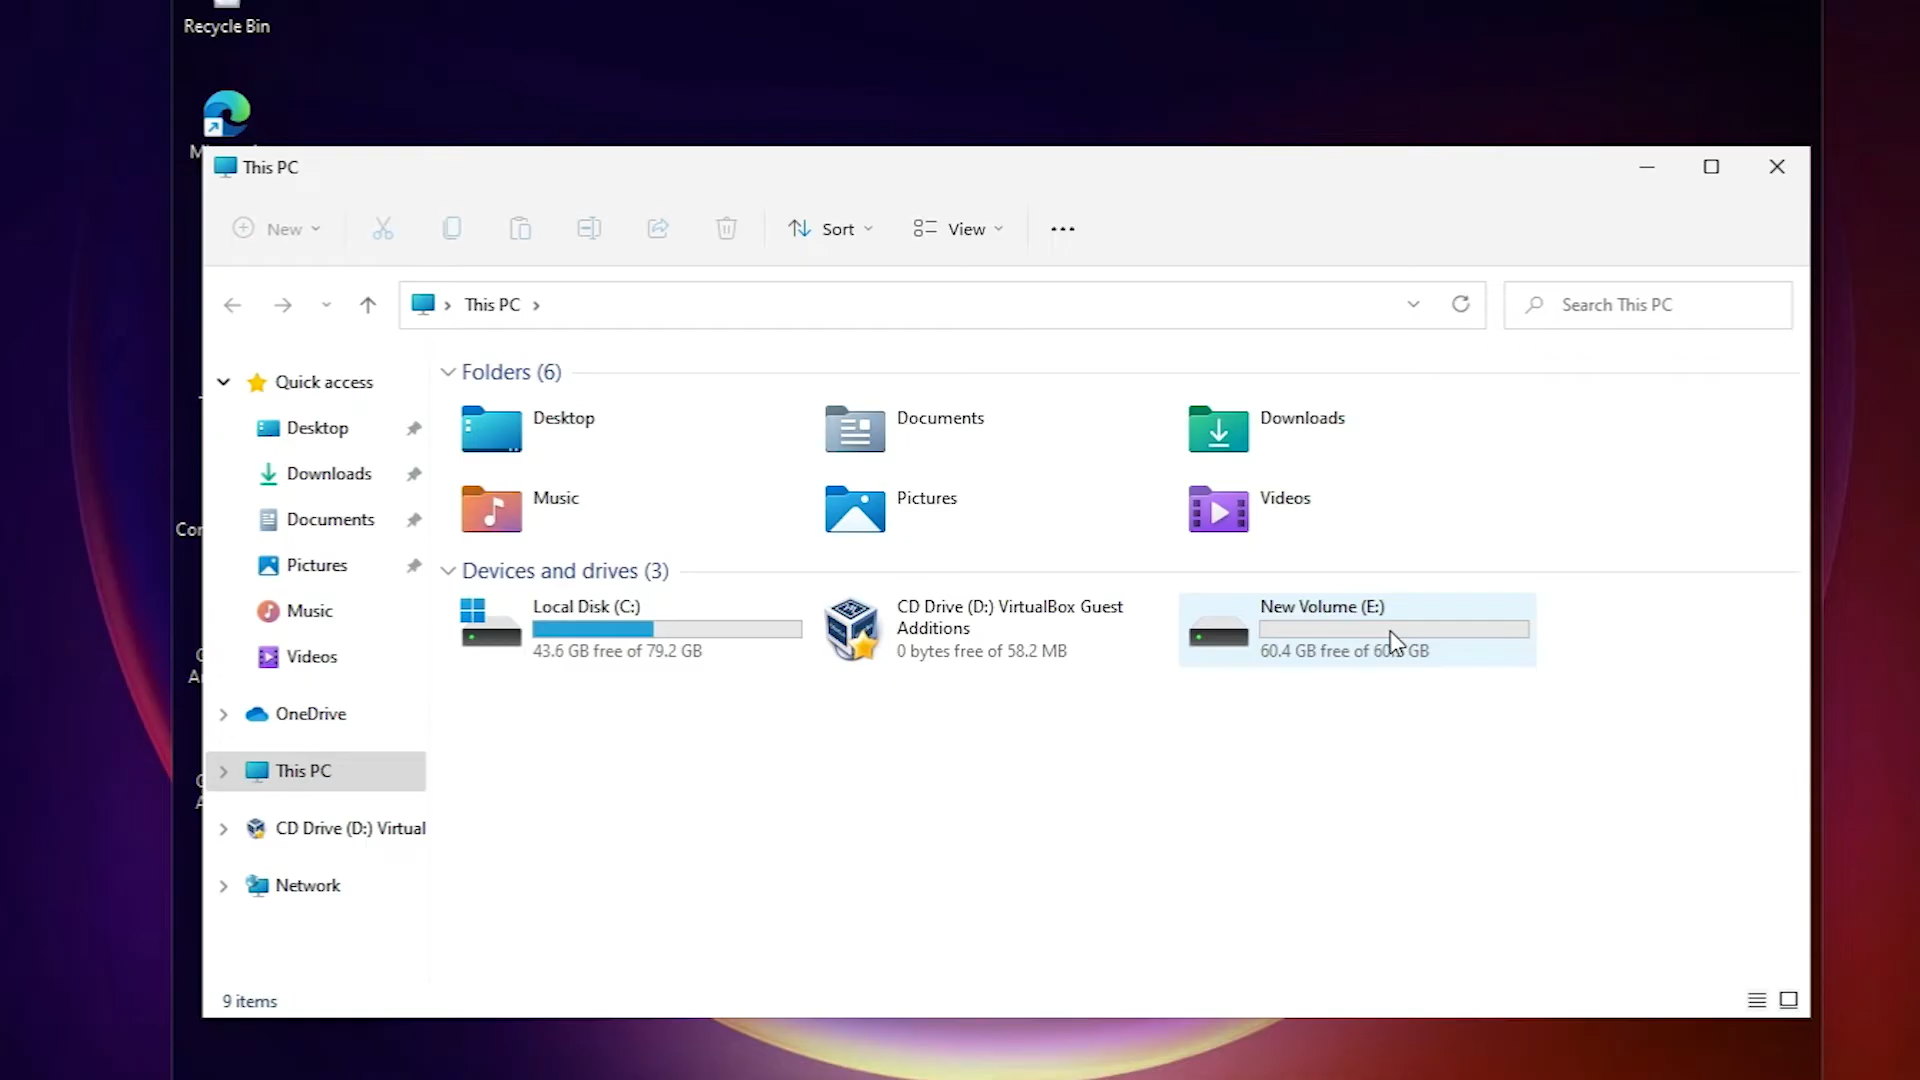 Recycle Bin
This PC
New
Sort
View
This PC
Search This PC
Quick access
Desktop
Downloads
Documents
Pictures
Music
Videos
OneDrive
This PC
CD Drive (D:) Virtual
Network
Folders (6)
Desktop
Documents
Downloads
Music
Pictures
Videos
Devices and drives (3)
Local Disk (C:)
43.6 GB free of 79.2 GB
CD Drive (D:) VirtualBox Guest
Additions
0 bytes free of 58.2 MB
New Volume (E:)
60.4 GB free of GB
9 items